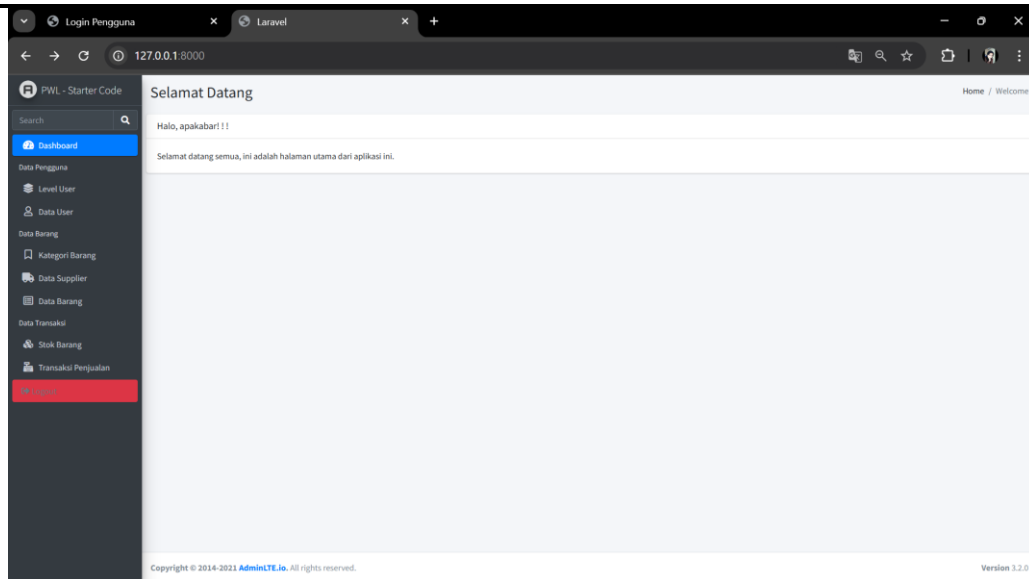 Login Pengguna
Laravel
127.0.0.1:8000
PWL - Starter Code
Search
Dashboard
Data Pengguna
Level User
Data User
Data Barang
Kategori Barang
Data Supplier
Data Barang
Data Transaksi
Stok Barang
Transaksi Penjualan
Selamat Datang
Home / Welcome
Halo, apakabar!!!
Selamat datang semua, ini adalah halaman utama dari aplikasi ini.
Copyright © 2014-2021 AdminLTE.io. All rights reserved.
Version 3.2.0